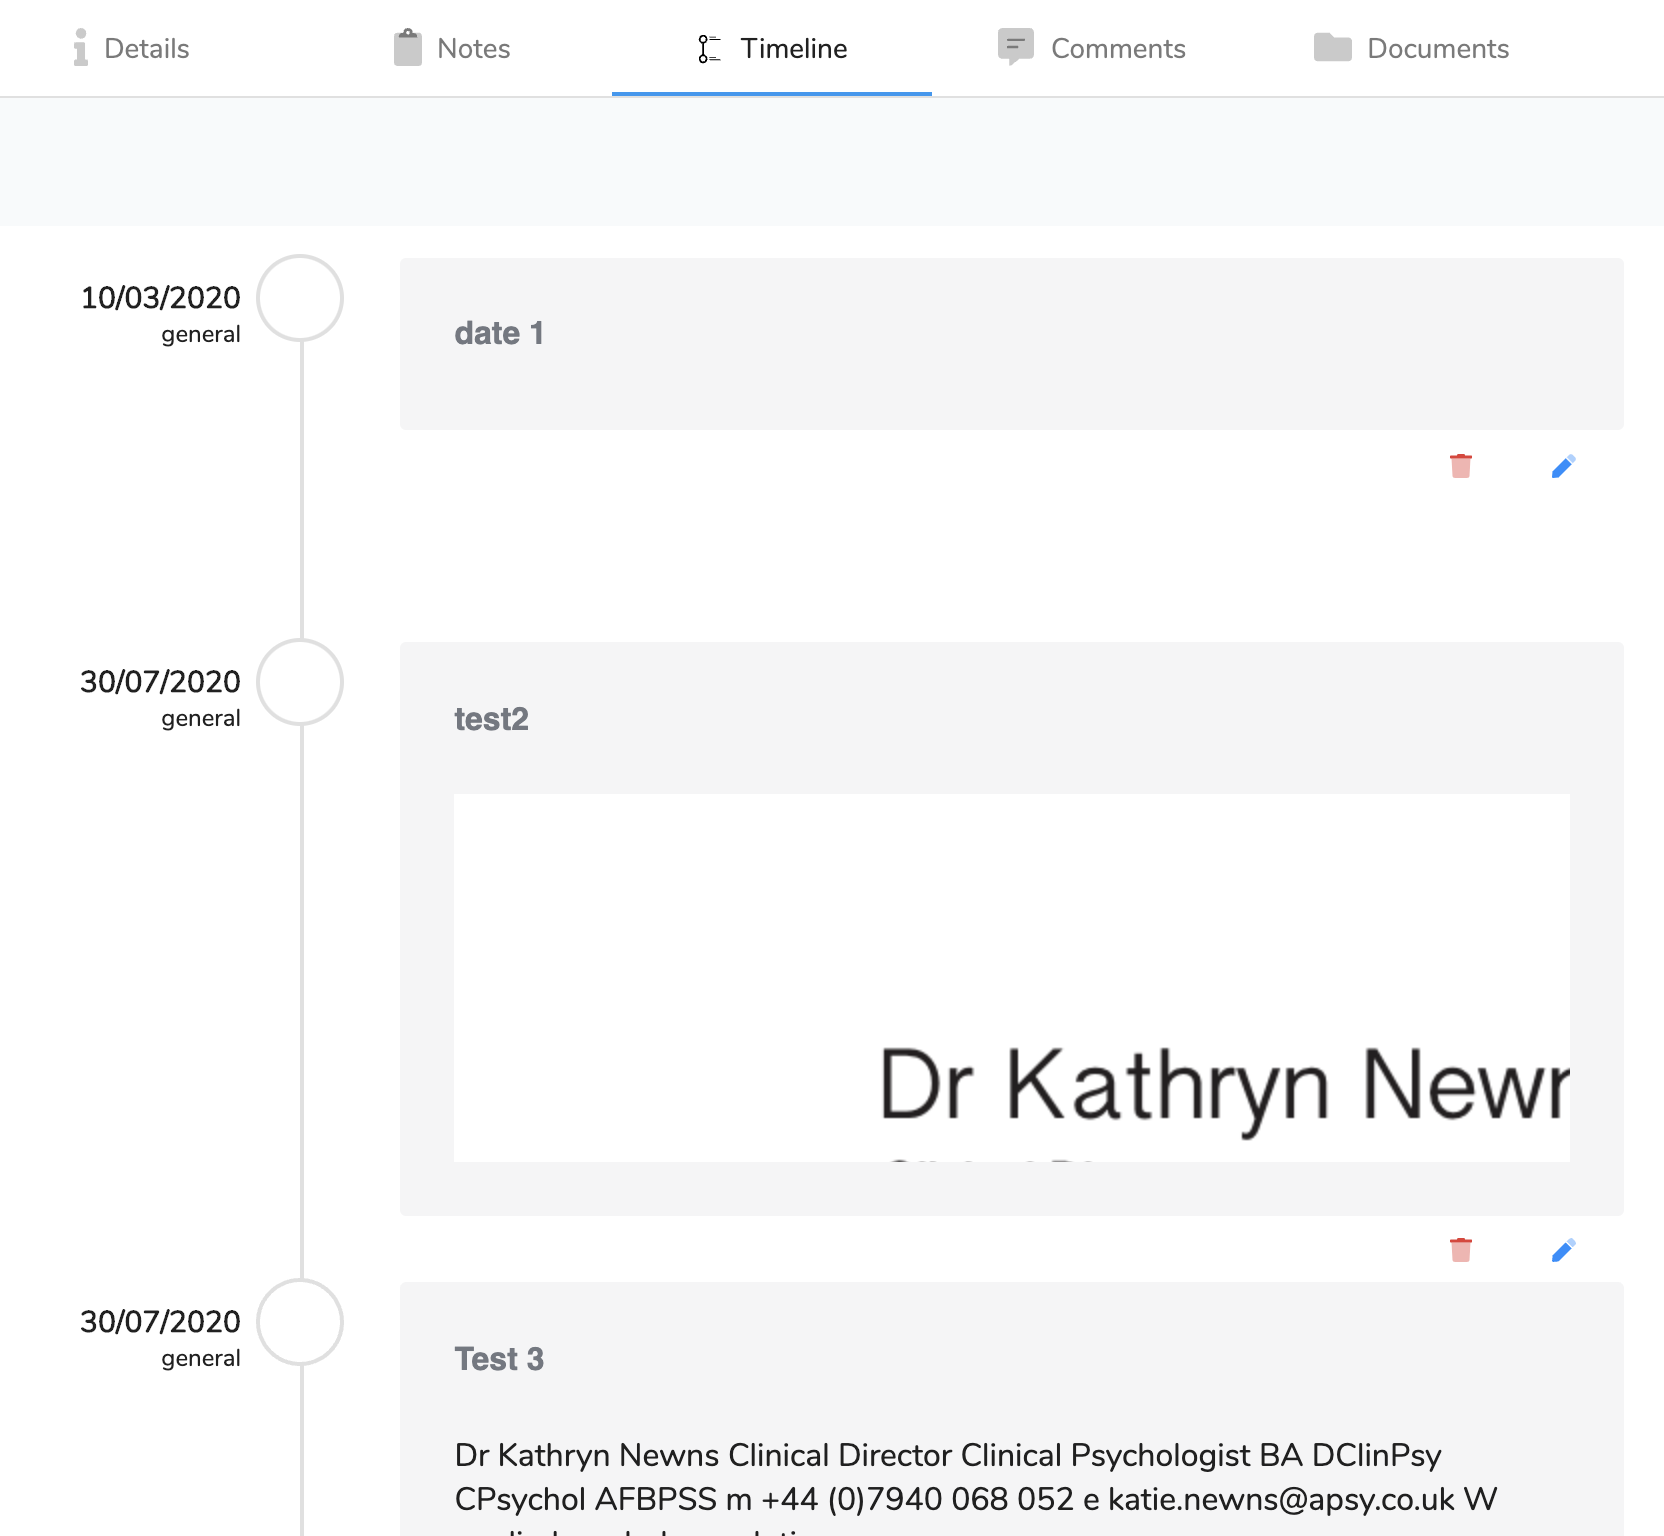 Details
Notes
Timeline
Comments
Documents
10/03/2020
general
date 1
30/07/2020
general
test2
Dr Kathryn
30/07/2020
general
Test 3
Dr Kathryn Newns Clinical Director Clinical Psychologist BA DClinPsy
CPsychol AFBPSS m +44 (0)7940 068 052 e katie.newns@apsy.co.uk W